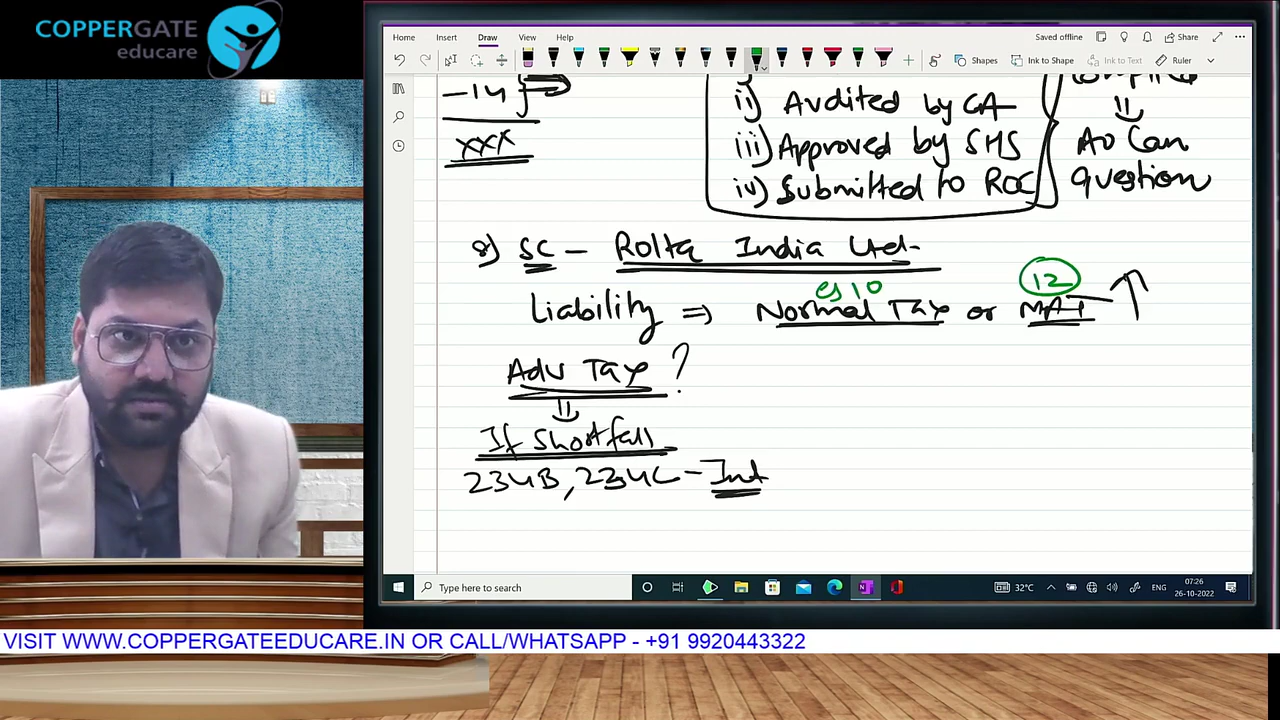 COPPERGATE
educare
Home Insert Draw View Help
Saved offline
Share
Shapes
Ink to Shape
Ink to Text
Ruler
-14
XXX
ii) Audited by CA
iii) Approved by SHS
iv) Submitted to ROC
AO Can
question
SC - Rolta India Ltd.
eg 10
12
Liability ⇒ Normal Tax or MAT ↑
Adv Tax ?
If Shortfall
234B, 234C - Int
Type here to search
32°C
ENG
07:26
26-10-2022
VISIT WWW.COPPERGATEEDUCARE.IN OR CALL/WHATSAPP - +91 9920443322